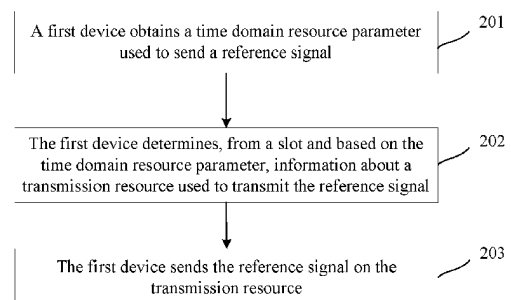 A first device obtains a time domain resource parameter
used to send a reference signal
201
The first device determines, from a slot and based on the
time domain resource parameter, information about a
transmission resource used to transmit the reference signal
202
The first device sends the reference signal on the
transmission resource
203